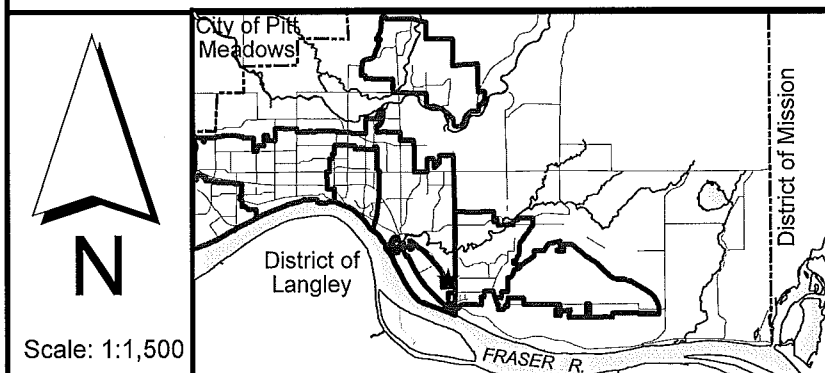 City of Pitt
Meadows
District of Mission
District of
Langley
FRASER R.
N
Scale: 1:1,500